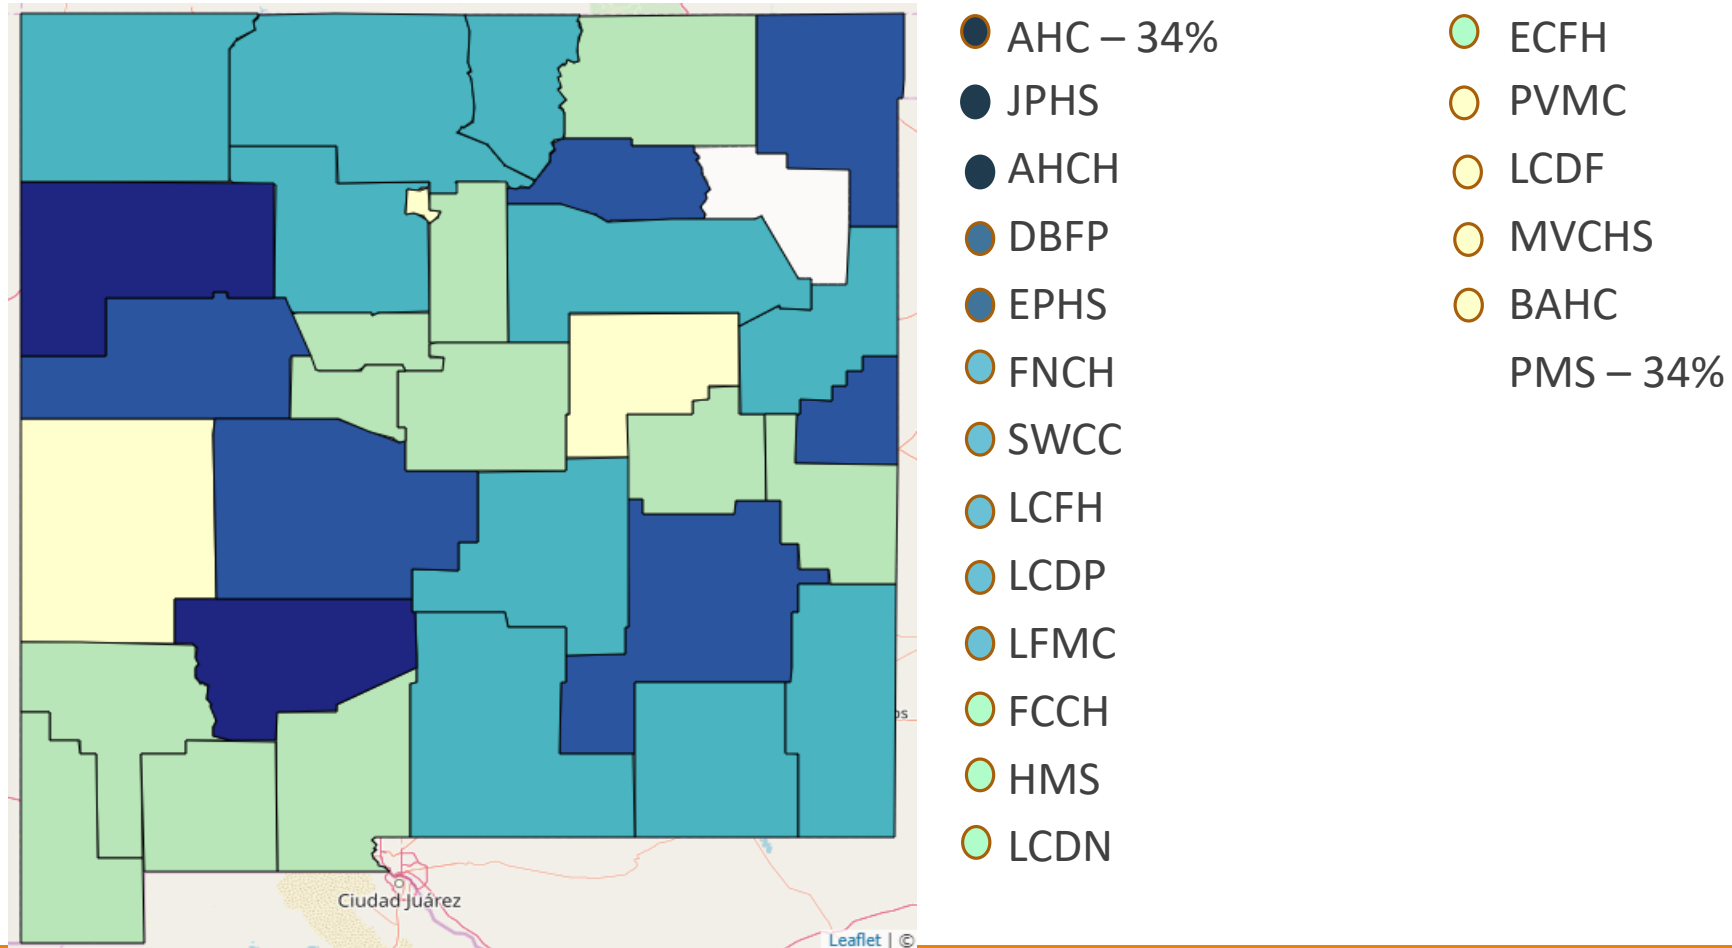 AHC – 34%
JPHS
AHCH
DBFP
EPHS
FNCH
SWCC
LCFH
LCDP
LFMC
FCCH
HMS
LCDN
ECFH
PVMC
LCDF
MVCHS
BAHC
PMS – 34%
os
Ciudad Juárez
Leaflet | ©